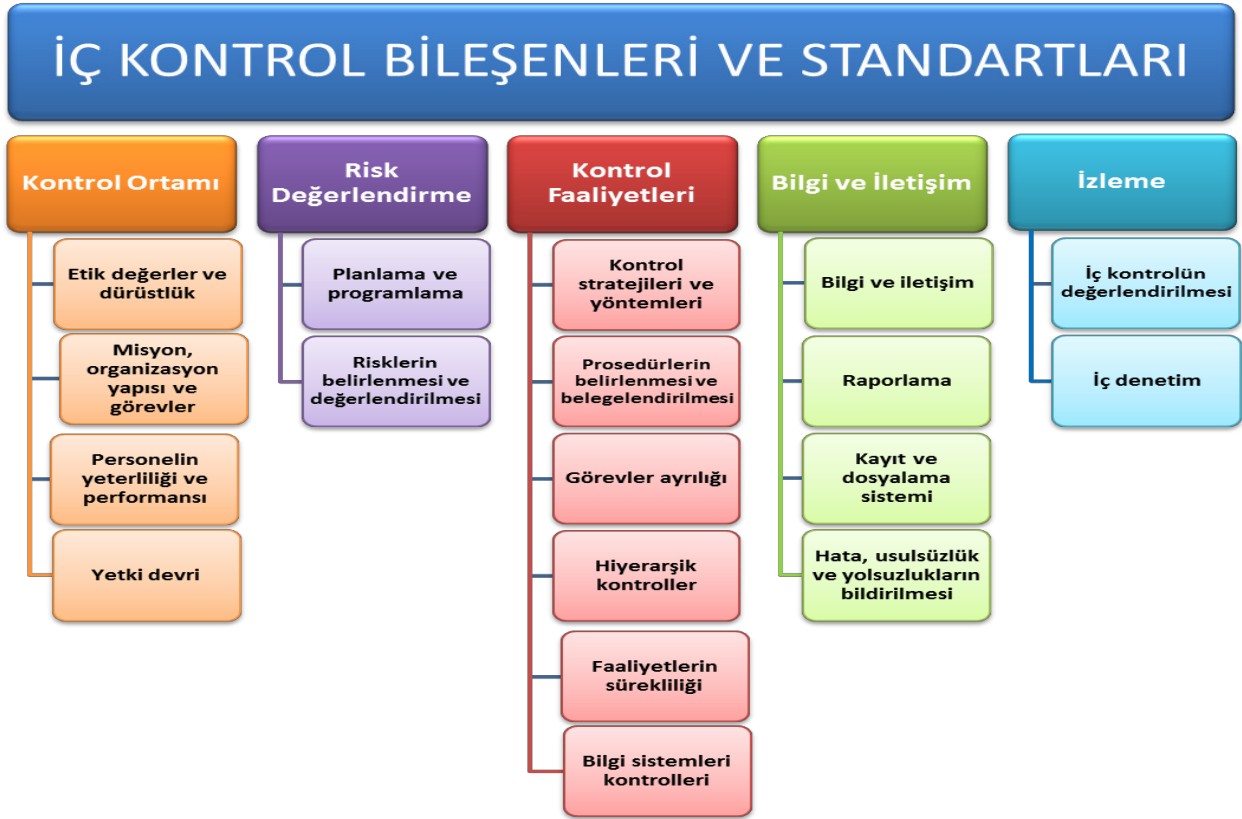 İÇ KONTROL BİLEŞENLERİ VE STANDARTLARI
Kontrol Ortamı
Etik değerler ve
dürüstlük
Misyon,
organizasyon
yapısı ve
görevler
Personelin
yeterliliği ve
performansı
Yetki devri
Risk
Değerlendirme
Planlama ve
programlama
Risklerin
belirlenmesi ve
değerlendirilmesi
Kontrol
Faaliyetleri
Kontrol
stratejileri ve
yöntemleri
Prosedürlerin
belirlenmesi ve
belegelendirilmesi
Görevler ayrılığı
Hiyerarşik
kontroller
Faaliyetlerin
sürekliliği
Bilgi sistemleri
kontrolleri
Bilgi ve İletişim
Bilgi ve iletişim
Raporlama
Kayıt ve
dosyalama
sistemi
Hata, usulsüzlük
ve yolsuzlukların
bildirilmesi
İzleme
İç kontrolün
değerlendirilmesi
İç denetim